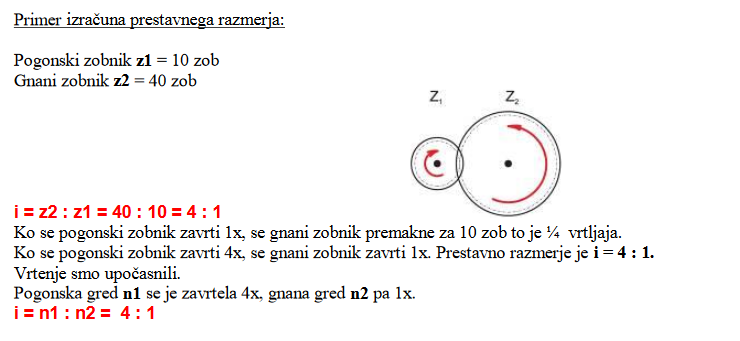 Primer izračuna prestavnega razmerja:
Pogonski zobnik z1 = 10 zob
Gnani zobnik z2 = 40 zob
Z₁ Z₂
i = z2 : z1 = 40 : 10 = 4 : 1
Ko se pogonski zobnik zavrti 1x, se gnani zobnik premakne za 10 zob to je ¼ vrtljaja.
Ko se pogonski zobnik zavrti 4x, se gnani zobnik zavrti 1x. Prestavno razmerje je i = 4 : 1.
Vrtenje smo upočasnili.
Pogonska gred n1 se je zavrtela 4x, gnana gred n2 pa 1x.
i = n1 : n2 = 4 : 1